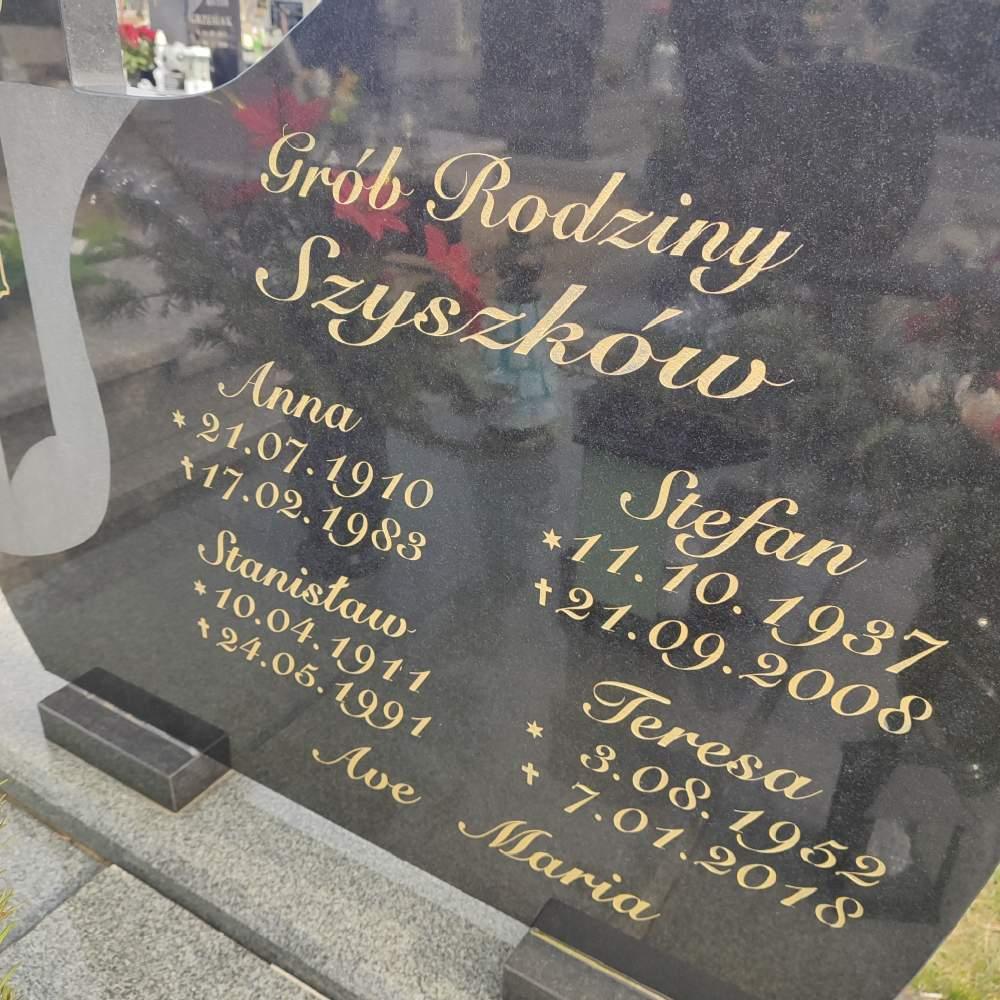 GRZESIAK
Grób Rodziny
Szyszków
Anna
* 21.07.1910
† 17.02.1983
Stanisław
* 10.04.1911
† 24.05.1991
Stefan
* 11.10.1937
† 21.09.2008
Teresa
* 3.08.1952
† 7.01.2018
Ave
Maria